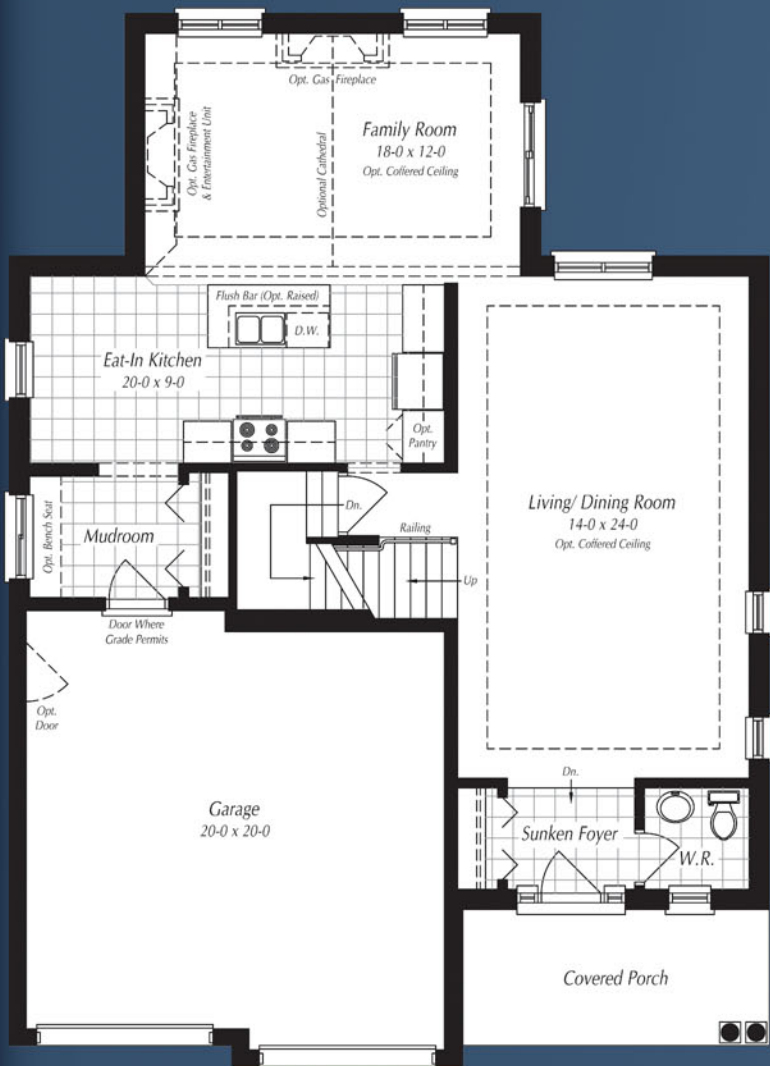 Opt. Gas Fireplace
Opt. Gas Fireplace
& Entertainment Unit
Optional Cathedral
Family Room
18-0 x 12-0
Opt. Coffered Ceiling
Flush Bar (Opt. Raised)
D.W.
Eat-In Kitchen
20-0 x 9-0
Opt.
Pantry
Opt. Bench Seat
Mudroom
Dn.
Railing
Up
Living/ Dining Room
14-0 x 24-0
Opt. Coffered Ceiling
Door Where
Grade Permits
Opt.
Door
Garage
20-0 x 20-0
Dn.
Sunken Foyer
W.R.
Covered Porch